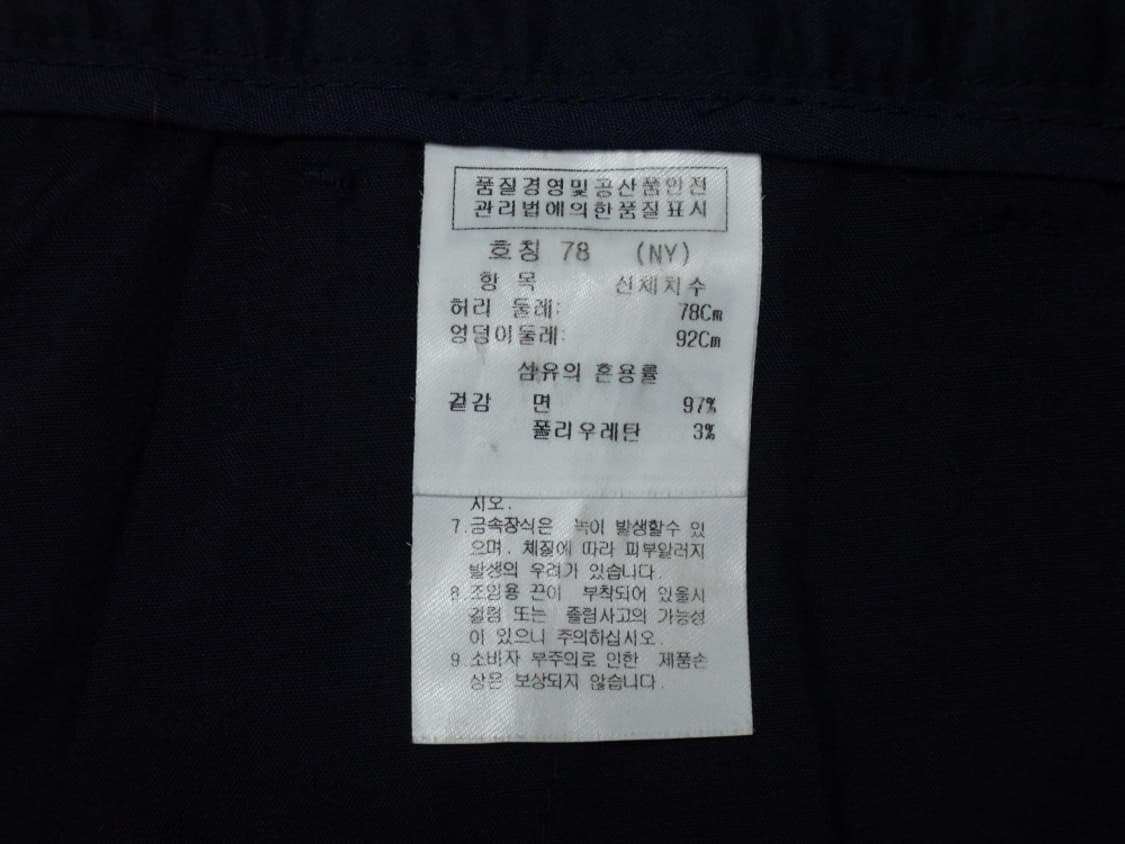 품질경영및공산품안전
관리법에의한품질표시
호칭 78 (NY)
항 목 신체치수
허리 둘레: 78Cm
엉덩이둘레: 92Cm
섬유의 혼용률
겉감 면 97%
폴리우레탄 3%
시오.
7.금속장식은 녹이 발생할수 있
으며. 체질에 따라 피부알러지
발생의 우려가 있습니다.
8.조임용 끈이 부착되어 있을시
걸림 또는 졸림사고의 가능성
이 있으니 주의하십시오.
9.소비자 부주의로 인한 제품손
상은 보상되지 않습니다.